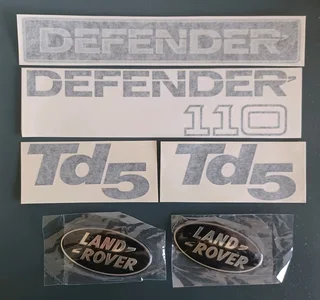 DEFENDER
DEFENDER
110
Td5 Td5
LAND
ROVER
LAND
ROVER